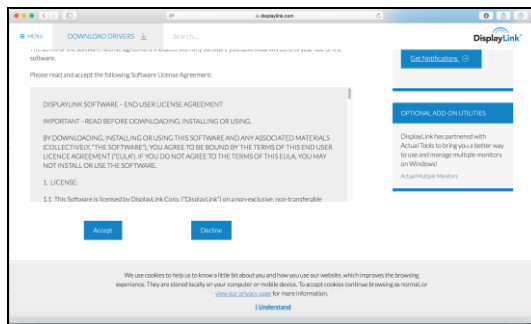 displaylink.com
MENU
DOWNLOAD DRIVERS
Search...
DisplayLink
software.
Please read and accept the following Software License Agreement:
DISPLAYLINK SOFTWARE – END USER LICENSE AGREEMENT
IMPORTANT - READ BEFORE DOWNLOADING, INSTALLING OR USING.
BY DOWNLOADING, INSTALLING OR USING THIS SOFTWARE AND ANY ASSOCIATED MATERIALS
(COLLECTIVELY, "THE SOFTWARE"), YOU AGREE TO BE BOUND BY THE TERMS OF THIS END USER
LICENCE AGREEMENT ("EULA"). IF YOU DO NOT AGREE TO THE TERMS OF THIS EULA, YOU MAY
NOT INSTALL OR USE THE SOFTWARE.
1. LICENSE:
1.1 This Software is licensed by DisplayLink Corp. ("DisplayLink") on a non-exclusive, non-transferable
Accept
Decline
Get Notifications
OPTIONAL ADD-ON UTILITIES
DisplayLink has partnered with
Actual Tools to bring you a better way
to use and manage multiple monitors
on Windows!
Actual Multiple Monitors
We use cookies to help us to know a little bit about you and how you use our website, which improves the browsing
experience. They are stored locally on your computer or mobile device. To accept cookies continue browsing as normal, or
view our privacy page for more information.
I Understand